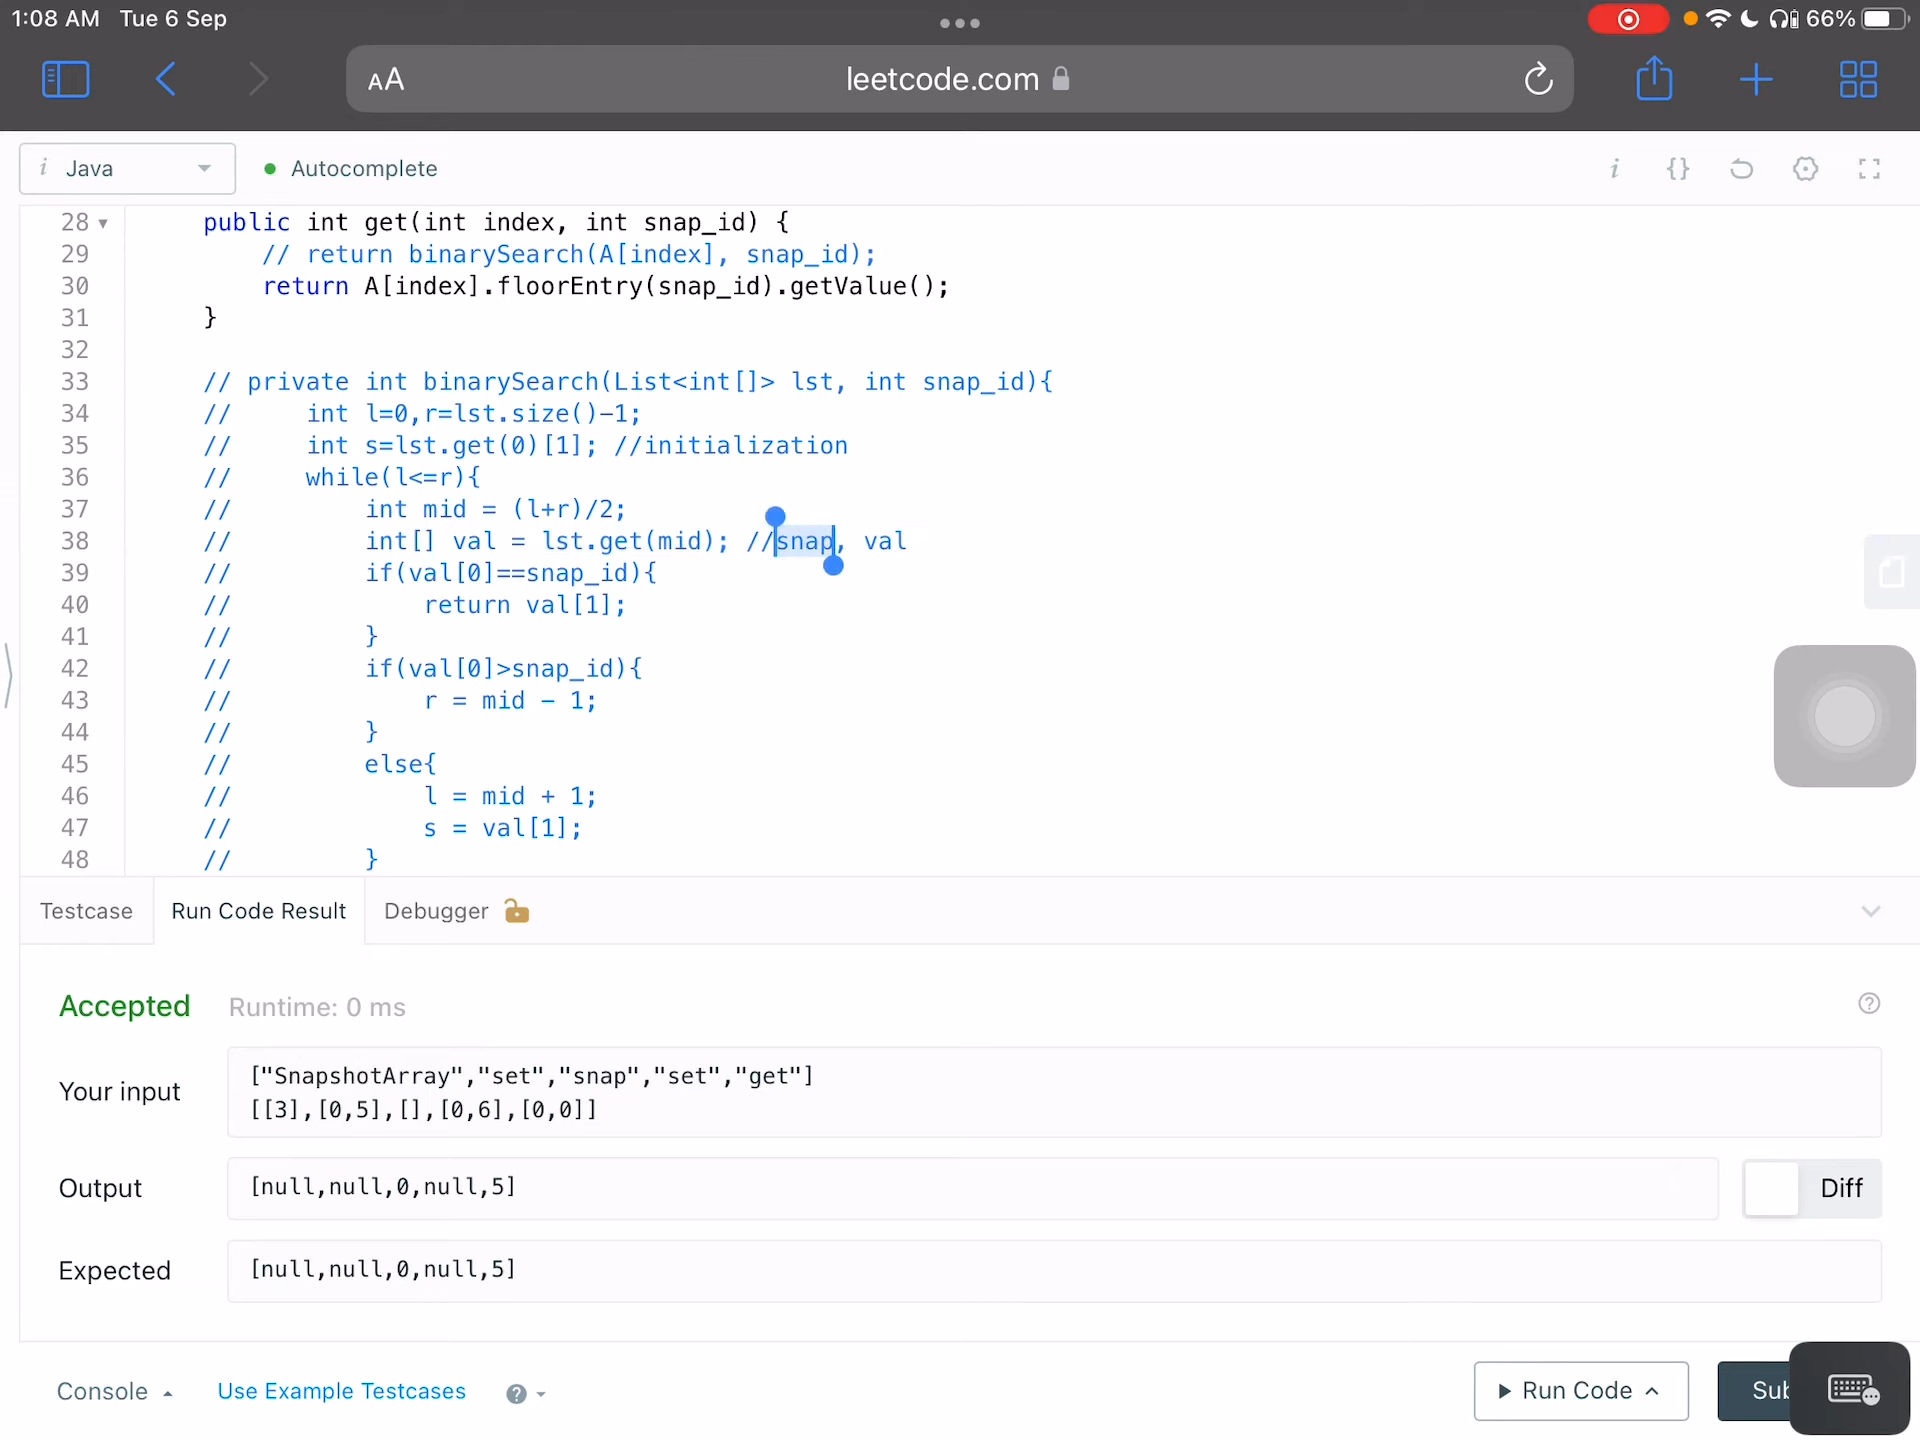 1:08 AM Tue 6 Sep
66%
AA leetcode.com
i Java
Autocomplete
i {}
28 public int get(int index, int snap_id) {
29 // return binarySearch(A[index], snap_id);
30 return A[index].floorEntry(snap_id).getValue();
31 }
32
33 // private int binarySearch(List<int[]> lst, int snap_id){
34 // int l=0,r=lst.size()-1;
35 // int s=lst.get(0)[1]; //initialization
36 // while(l<=r){
37 // int mid = (l+r)/2;
38 // int[] val = lst.get(mid); //snap, val
39 // if(val[0]==snap_id){
40 // return val[1];
41 // }
42 // if(val[0]>snap_id){
43 // r = mid - 1;
44 // }
45 // else{
46 // l = mid + 1;
47 // s = val[1];
48 // }
Testcase Run Code Result Debugger
Accepted Runtime: 0 ms
Your input
["SnapshotArray","set","snap","set","get"]
[[3],[0,5],[],[0,6],[0,0]]
Output
[null,null,0,null,5]
Diff
Expected
[null,null,0,null,5]
Console Use Example Testcases
Run Code
Sub